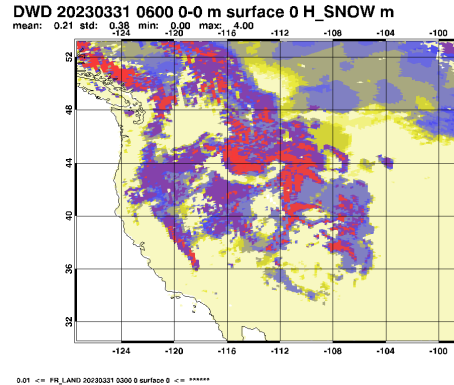 DWD 20230331 0600 0-0 m surface 0 H_SNOW m
mean: 0.21 std: 0.38 min: 0.00 max: 4.00
-124 -120 -116 -112 -108 -104 -100
52
48
44
40
36
32
-124 -120 -116 -112 -108 -104 -100
0.01 <= FR_LAND 20230331 0300 0 surface 0 <= ******